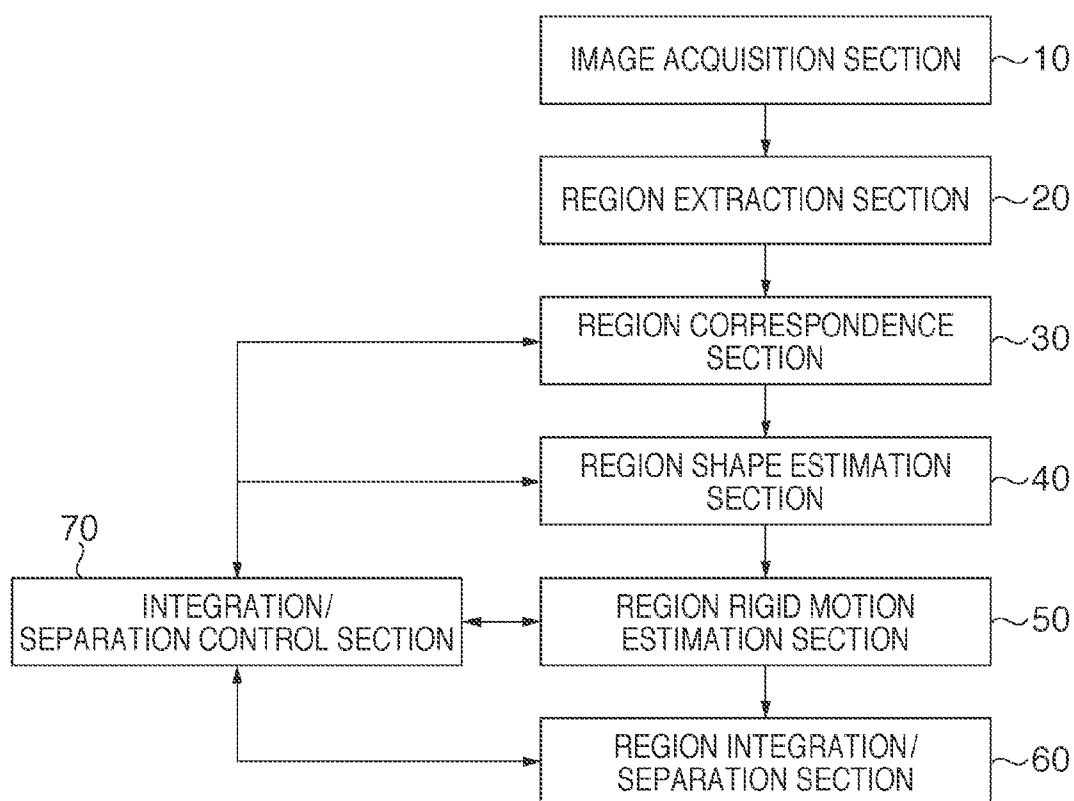 IMAGE ACQUISITION SECTION
10
REGION EXTRACTION SECTION
20
REGION CORRESPONDENCE
SECTION
30
REGION SHAPE ESTIMATION
SECTION
40
70
INTEGRATION/
SEPARATION CONTROL SECTION
REGION RIGID MOTION
ESTIMATION SECTION
50
REGION INTEGRATION/
SEPARATION SECTION
60